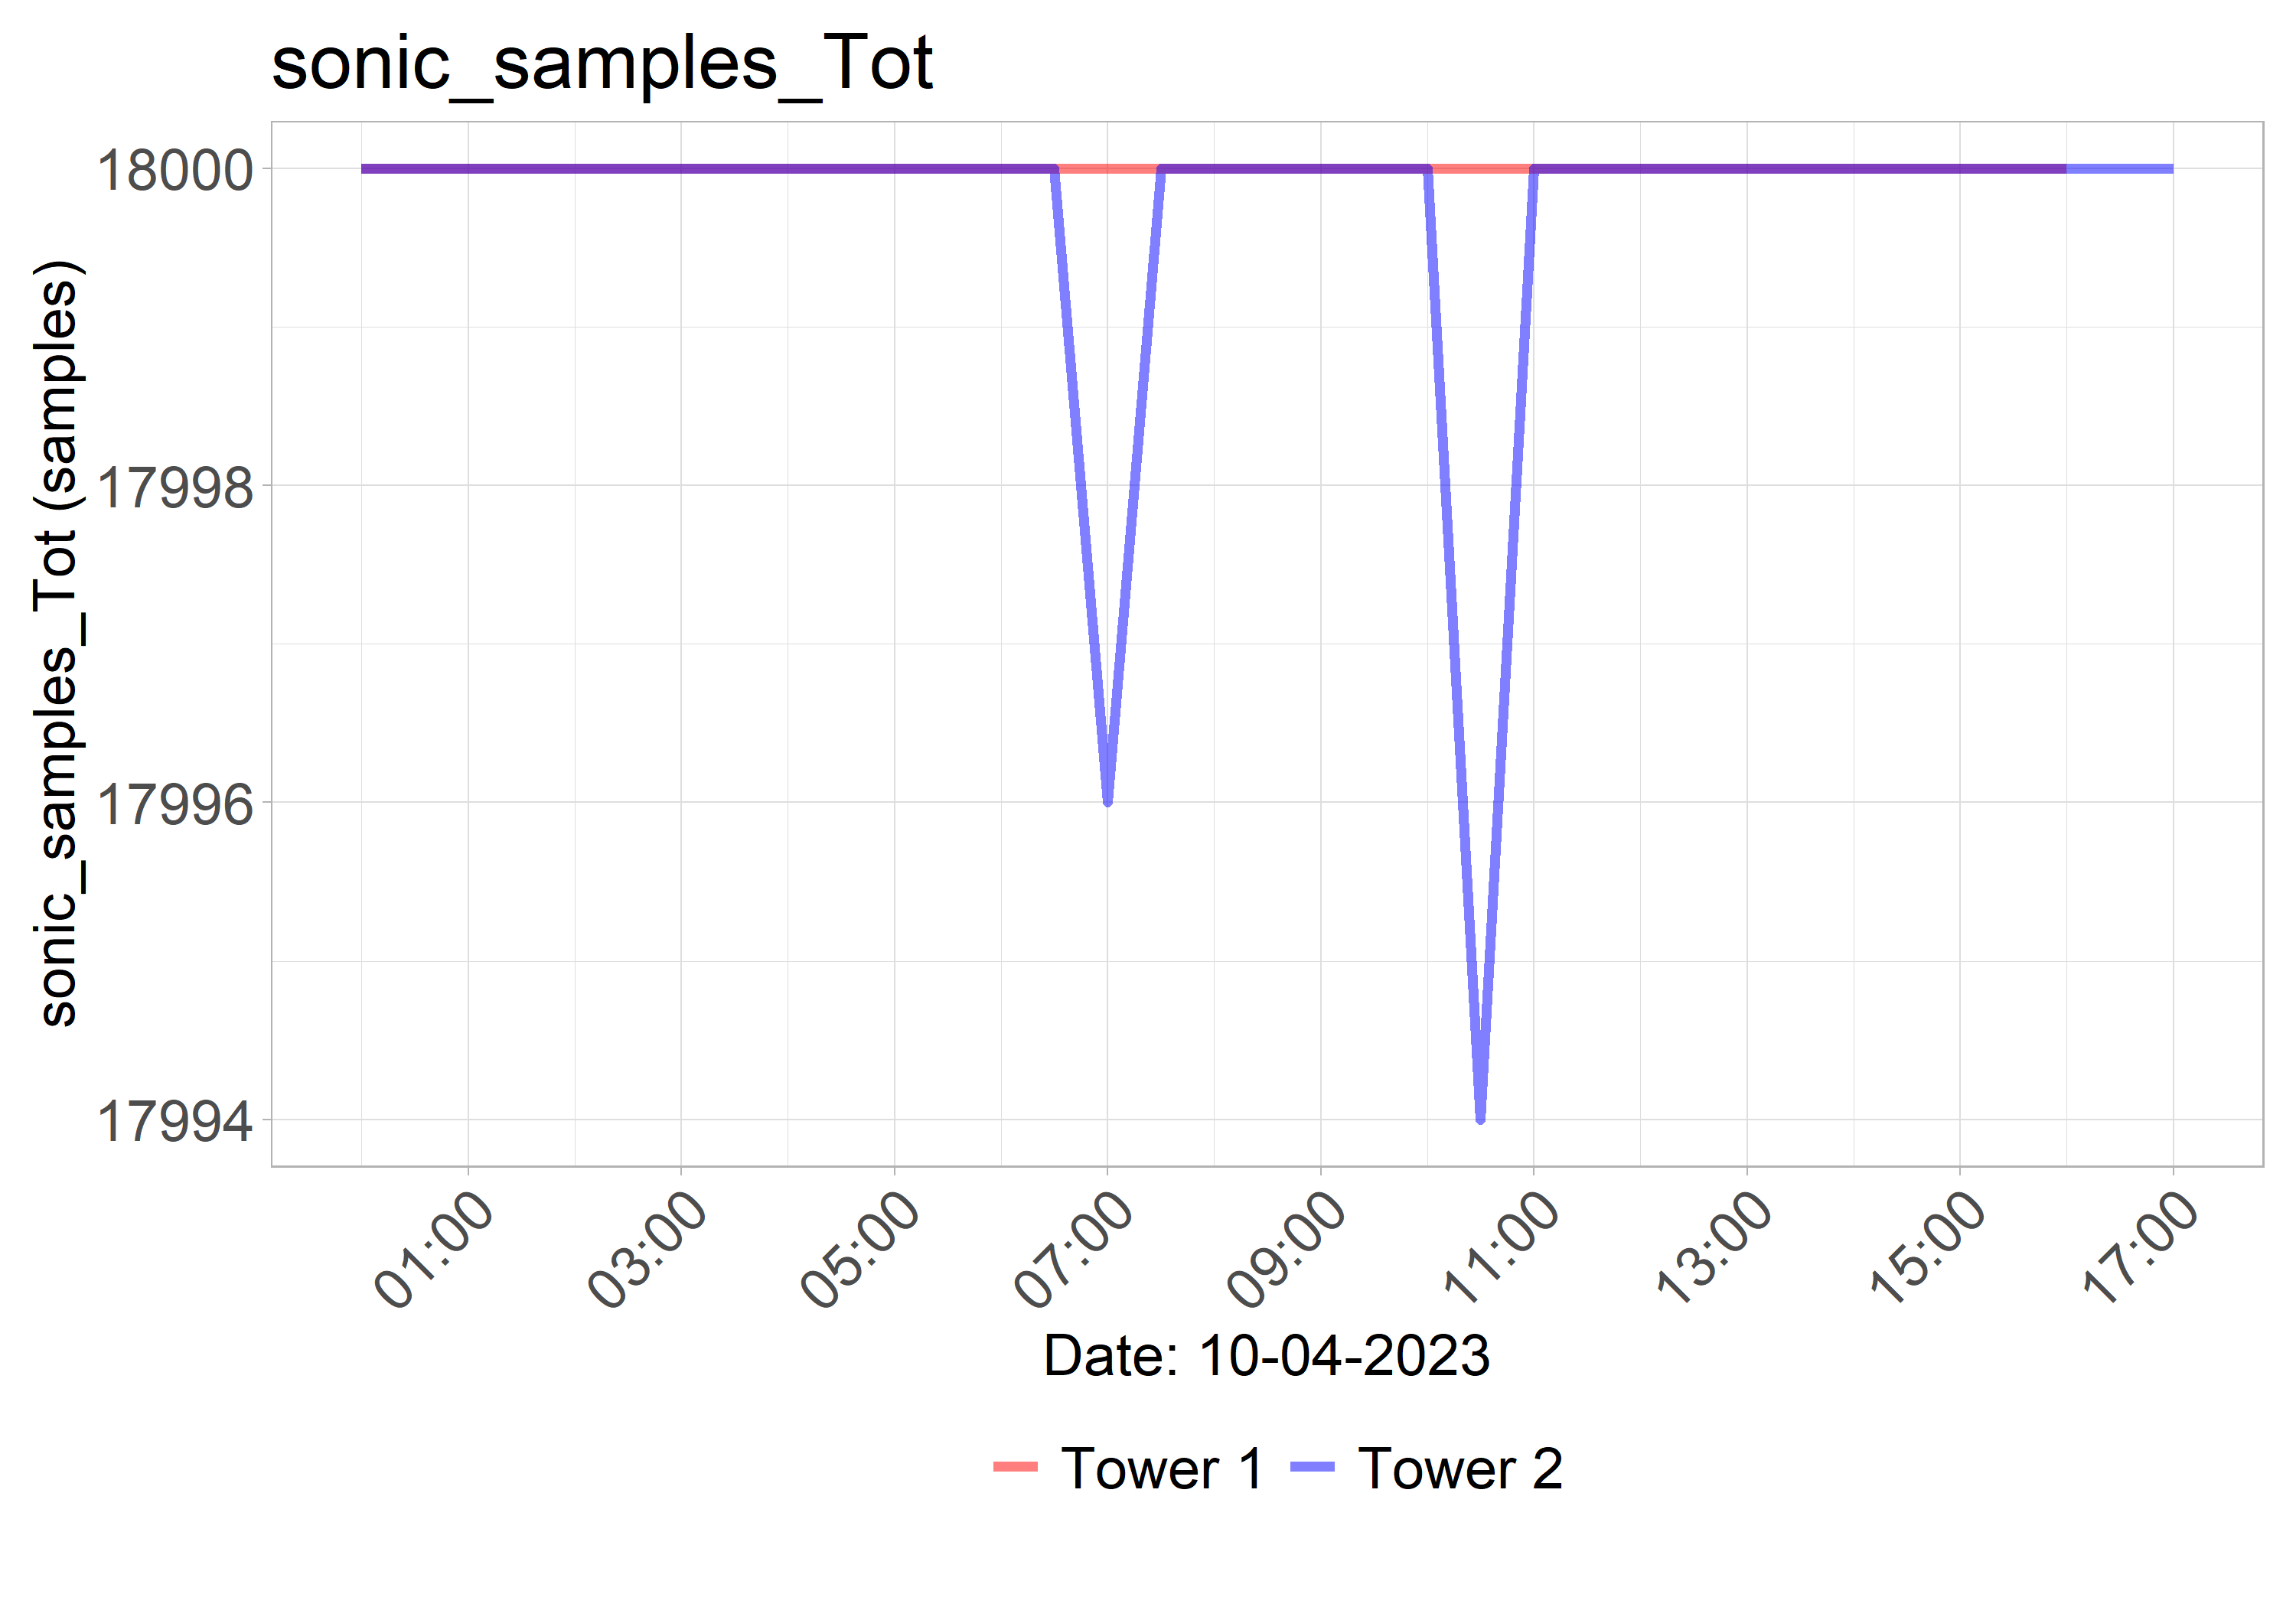 sonic_samples_Tot
sonic_samples_Tot (samples)
18000
17998
17996
17994
01:00
03:00
05:00
07:00
09:00
11:00
13:00
15:00
17:00
Date: 10-04-2023
Tower 1
Tower 2